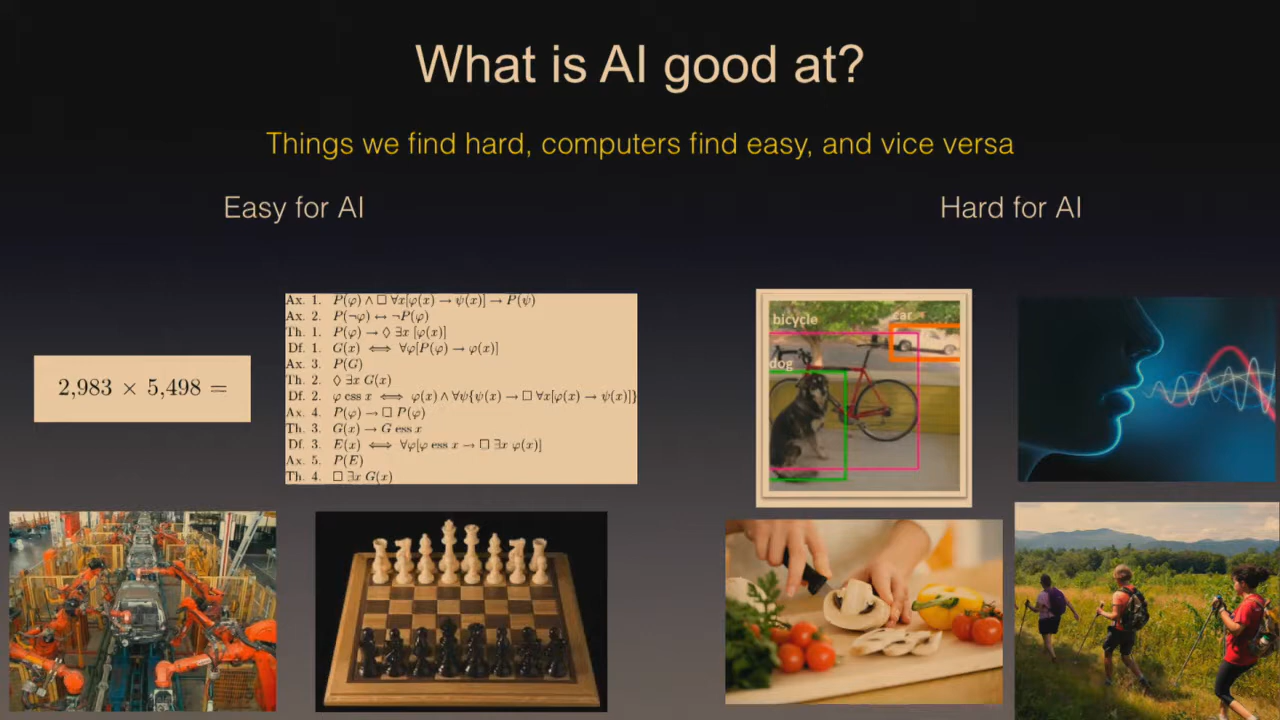 What is AI good at?
Things we find hard, computers find easy, and vice versa
Easy for AI
Hard for AI
2,983 × 5,498 =
Ax. 1. P(φ) ∧ □ ∀x[φ(x) → ψ(x)] → P(ψ)
Ax. 2. P(¬φ) ↔ ¬P(φ)
Th. 1. P(φ) → ◊ ∃x [φ(x)]
Df. 1. G(x) ⟺ ∀φ[P(φ) → φ(x)]
Ax. 3. P(G)
Th. 2. ◊ ∃x G(x)
Df. 2. φ ess x ⟺ φ(x) ∧ ∀ψ{ψ(x) → □ ∀x[φ(x) → ψ(x)]}
Ax. 4. P(φ) → □ P(φ)
Th. 3. G(x) → G ess x
Df. 3. E(x) ⟺ ∀φ[φ ess x → □ ∃x φ(x)]
Ax. 5. P(E)
Th. 4. □ ∃x G(x)
bicycle
car
dog